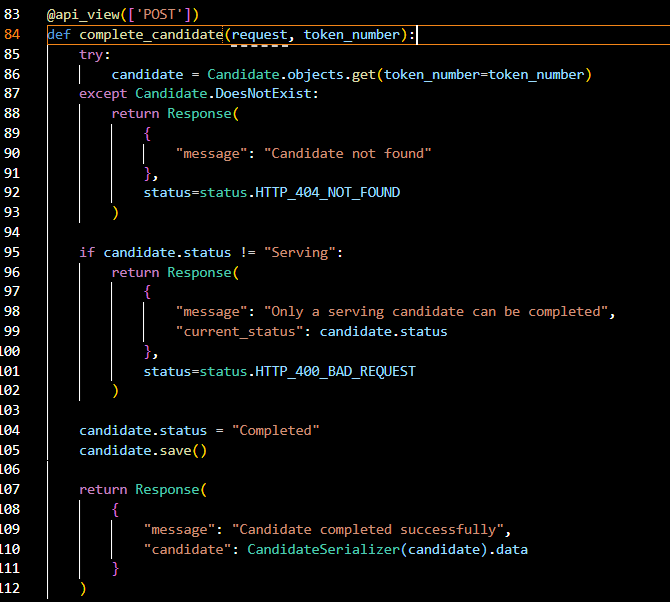 83 @api_view(['POST'])
84 def complete_candidate(request, token_number):
85     try:
86         candidate = Candidate.objects.get(token_number=token_number)
87     except Candidate.DoesNotExist:
88         return Response(
89             {
90                 "message": "Candidate not found"
91             },
92             status=status.HTTP_404_NOT_FOUND
93         )
94
95     if candidate.status != "Serving":
96         return Response(
97             {
98                 "message": "Only a serving candidate can be completed",
99                 "current_status": candidate.status
100             },
101             status=status.HTTP_400_BAD_REQUEST
102         )
103
104     candidate.status = "Completed"
105     candidate.save()
106
107     return Response(
108         {
109             "message": "Candidate completed successfully",
110             "candidate": CandidateSerializer(candidate).data
111         }
112     )